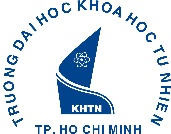 TRƯỜNG ĐẠI HỌC KHOA HỌC TỰ NHIÊN
KHTN
TP. HO CHI MINH